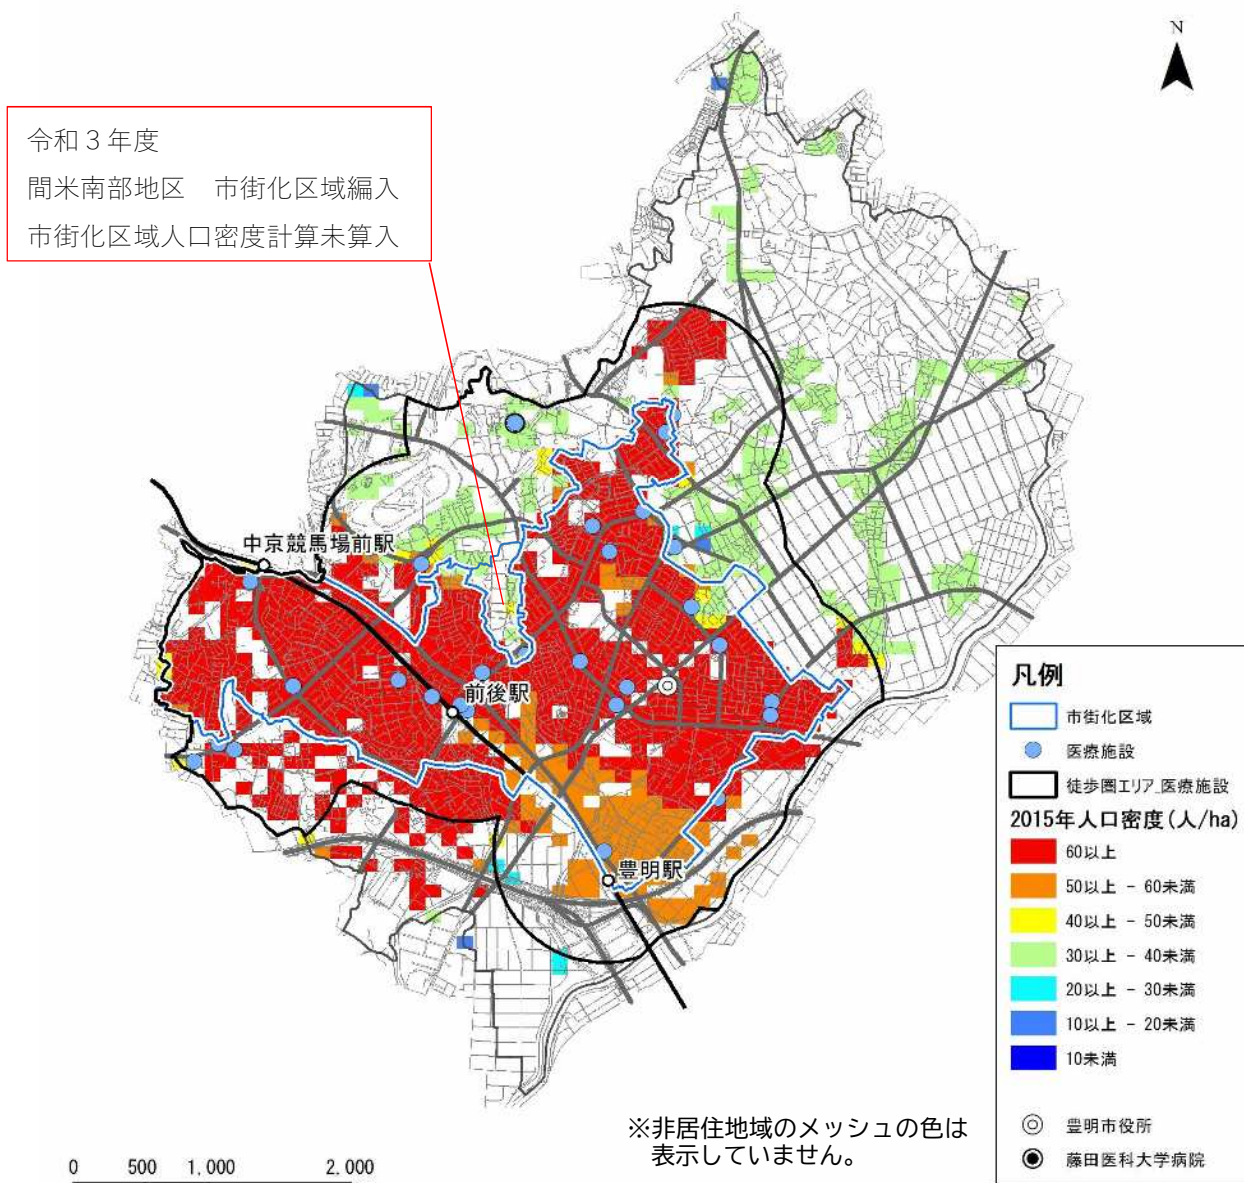 N
令和３年度
間米南部地区　市街化区域編入
市街化区域人口密度計算未算入
中京競馬場前駅
前後駅
豊明駅
凡例
市街化区域
医療施設
徒歩圏エリア_医療施設
2015年人口密度(人/ha)
60以上
50以上 - 60未満
40以上 - 50未満
30以上 - 40未満
20以上 - 30未満
10以上 - 20未満
10未満
豊明市役所
藤田医科大学病院
※非居住地域のメッシュの色は
表示していません。
0 500 1,000 2,000